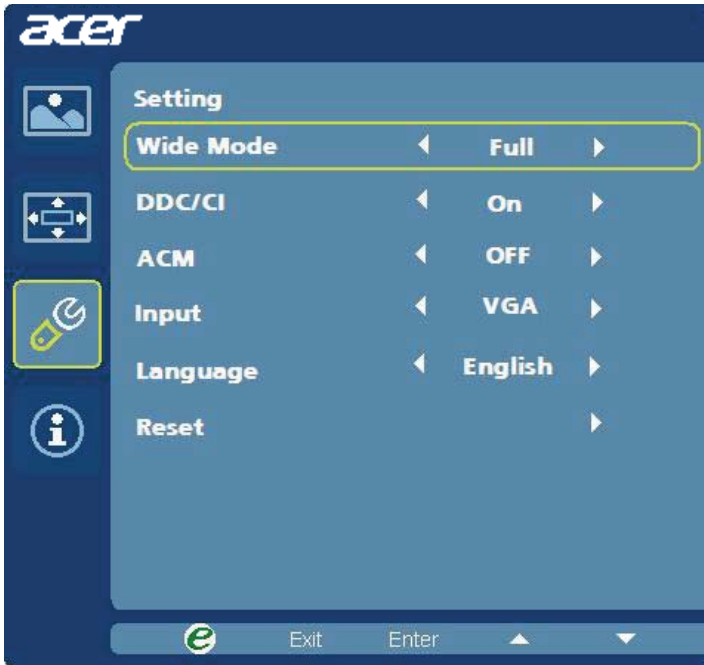 acer
Setting
Wide Mode Full
DDC/CI On
ACM OFF
Input VGA
Language English
Reset
e Exit Enter